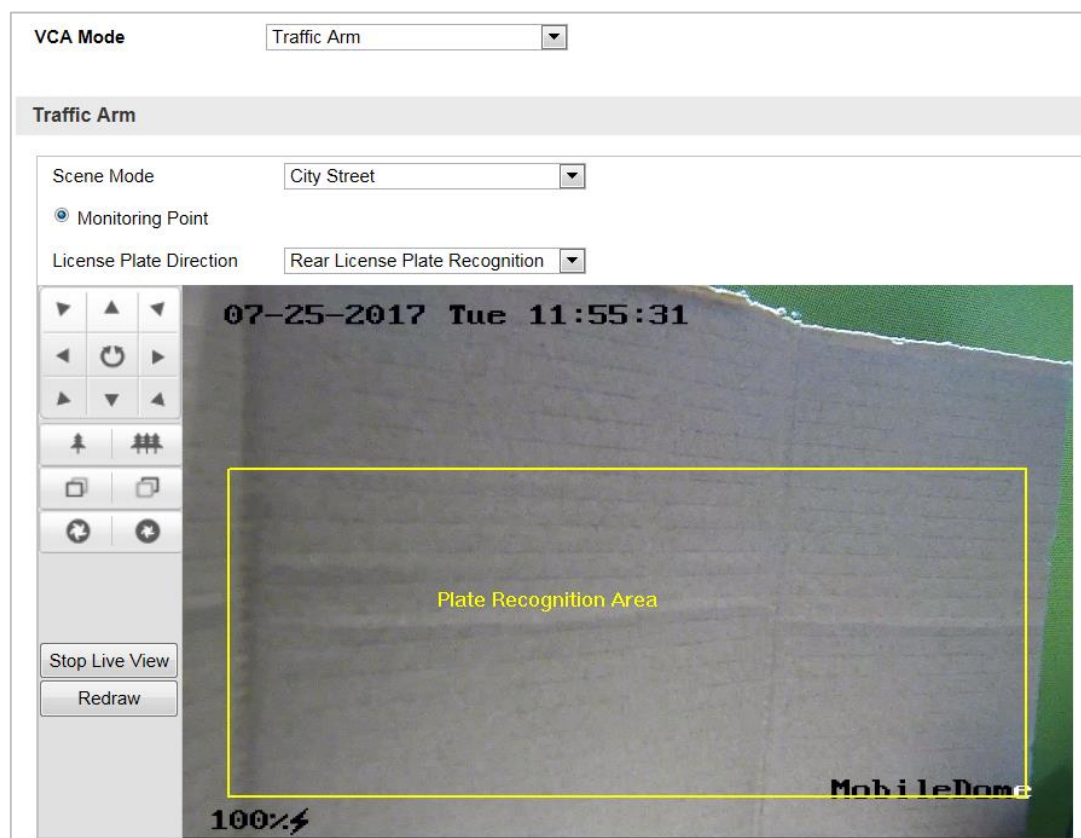 VCA Mode Traffic Arm
Traffic Arm
Scene Mode City Street
Monitoring Point
License Plate Direction Rear License Plate Recognition
07-25-2017 Tue 11:55:31
Plate Recognition Area
Stop Live View
Redraw
MobileDome
100%